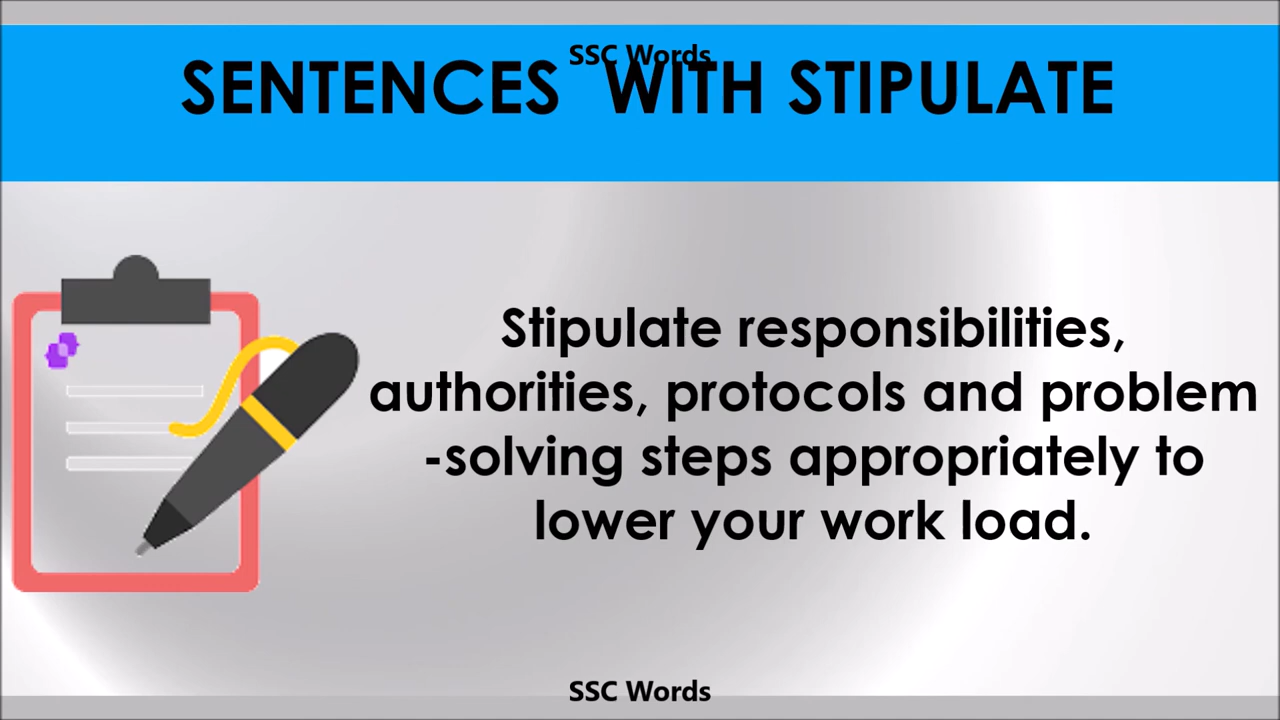 SSC Words
SENTENCES WITH STIPULATE
Stipulate responsibilities,
authorities, protocols and problem
-solving steps appropriately to
lower your work load.
SSC Words